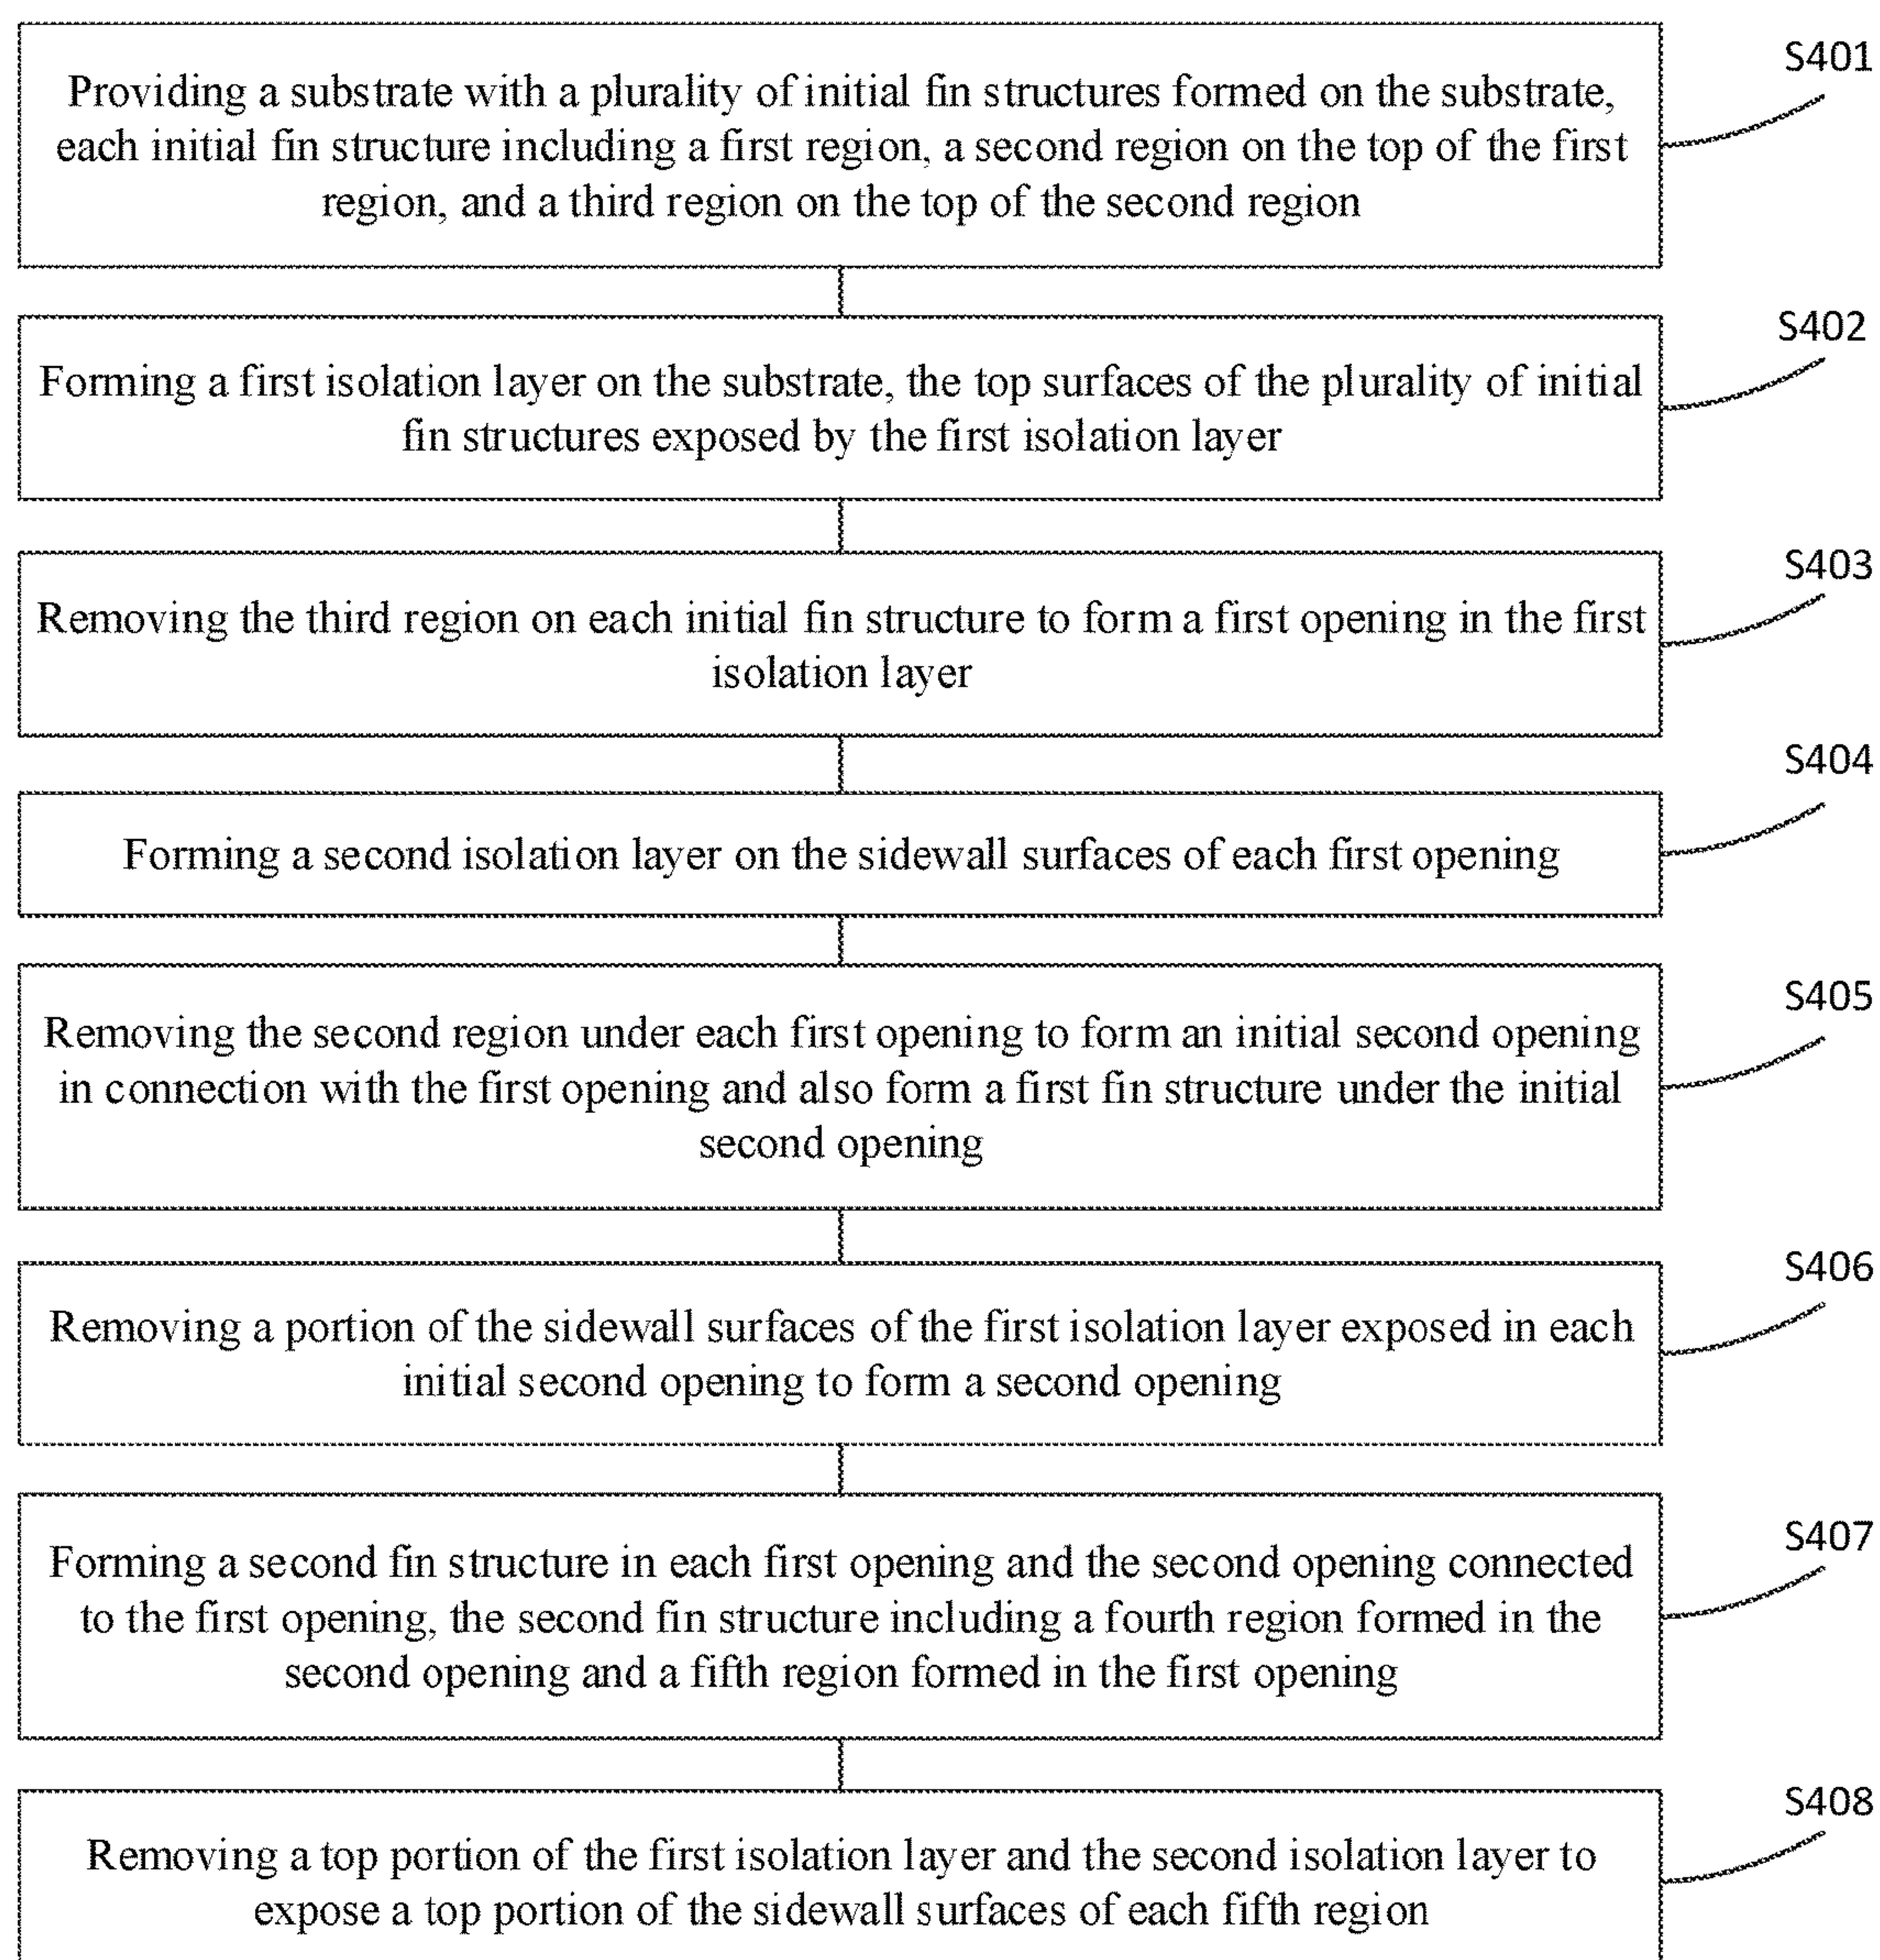 S401
Providing a substrate with a plurality of initial fin structures formed on the substrate,
each initial fin structure including a first region, a second region on the top of the first
region, and a third region on the top of the second region
S402
Forming a first isolation layer on the substrate, the top surfaces of the plurality of initial
fin structures exposed by the first isolation layer
S403
Removing the third region on each initial fin structure to form a first opening in the first
isolation layer
S404
Forming a second isolation layer on the sidewall surfaces of each first opening
S405
Removing the second region under each first opening to form an initial second opening
in connection with the first opening and also form a first fin structure under the initial
second opening
S406
Removing a portion of the sidewall surfaces of the first isolation layer exposed in each
initial second opening to form a second opening
S407
Forming a second fin structure in each first opening and the second opening connected
to the first opening, the second fin structure including a fourth region formed in the
second opening and a fifth region formed in the first opening
S408
Removing a top portion of the first isolation layer and the second isolation layer to
expose a top portion of the sidewall surfaces of each fifth region